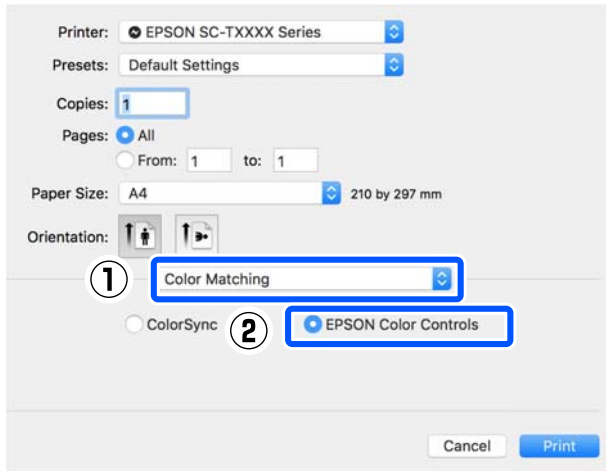 Printer: EPSON SC-TXXXX Series
Presets: Default Settings
Copies: 1
Pages: All
From: 1 to: 1
Paper Size: A4 210 by 297 mm
Orientation:
1 Color Matching
ColorSync 2 EPSON Color Controls
Cancel Print